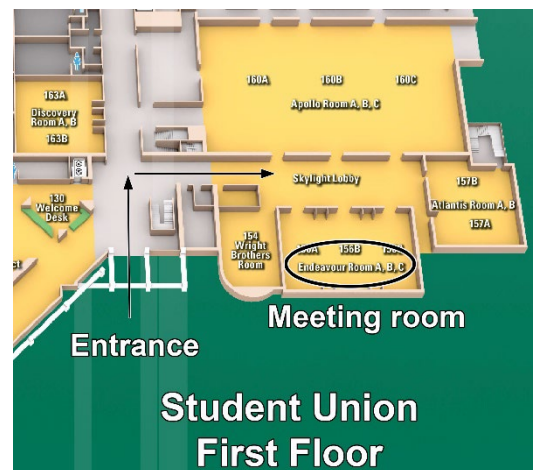 163A
Discovery
Room A, B
163B
160A 160B 160C
Apollo Room A, B, C
130
Welcome
Desk
Skylight Lobby
157B
Atlantis Room A, B
157A
154
Wright
Brothers
Room
156B
Endeavour Room A, B, C
Meeting room
Entrance
Student Union
First Floor